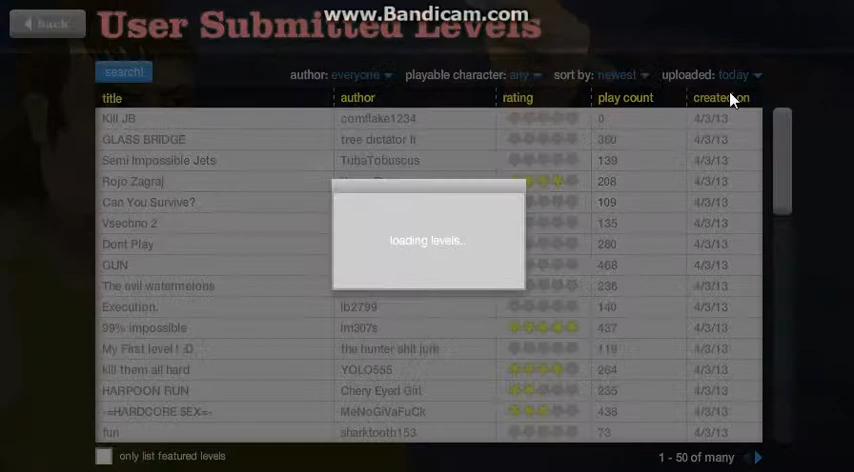 www.Bandicam.com
back
User Submitted Levels
search!
author: everyone playable character: any sort by: newest uploaded: today
title author rating play count created on
Kill JB cornflake1234 0 4/3/13
GLASS BRIDGE tree dictator II 360 4/3/13
Semi Impossible Jets TubaTobuscus 139 4/3/13
Rojo Zagraj 208 4/3/13
Can You Survive? 109 4/3/13
Vsechno 2 135 4/3/13
Dont Play 280 4/3/13
loading levels..
GUN 468 4/3/13
The evil watermelons 236 4/3/13
Execution. lb2799 140 4/3/13
99% impossible lm307s 437 4/3/13
My First level ! :D the hunter shit jum 119 4/3/13
kill them all hard YOLO555 264 4/3/13
HARPOON RUN Chery Eyed Girl 235 4/3/13
-=HARDCORE SEX=- MeNoGiVaFuCk 438 4/3/13
fun sharktooth153 73 4/3/13
only list featured levels 1 - 50 of many